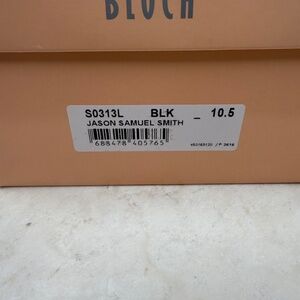 BLOCH
S0313L BLK _ 10.5
JASON SAMUEL SMITH
688478 405765